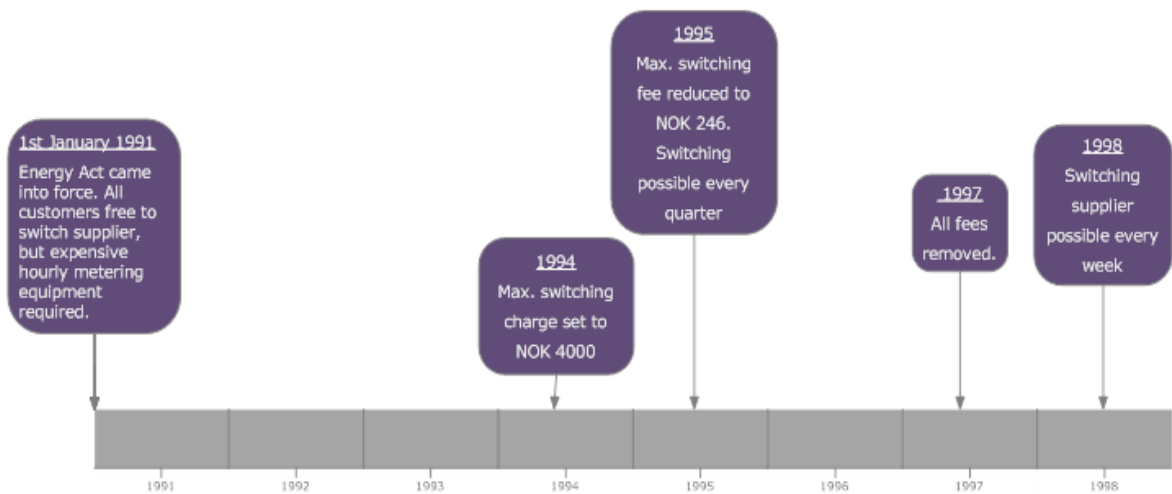 1st January 1991
Energy Act came
into force. All
customers free to
switch supplier,
but expensive
hourly metering
equipment
required.
1994
Max. switching
charge set to
NOK 4000
1995
Max. switching
fee reduced to
NOK 246.
Switching
possible every
quarter
1997
All fees
removed.
1998
Switching
supplier
possible every
week
1991
1992
1993
1994
1995
1996
1997
1998